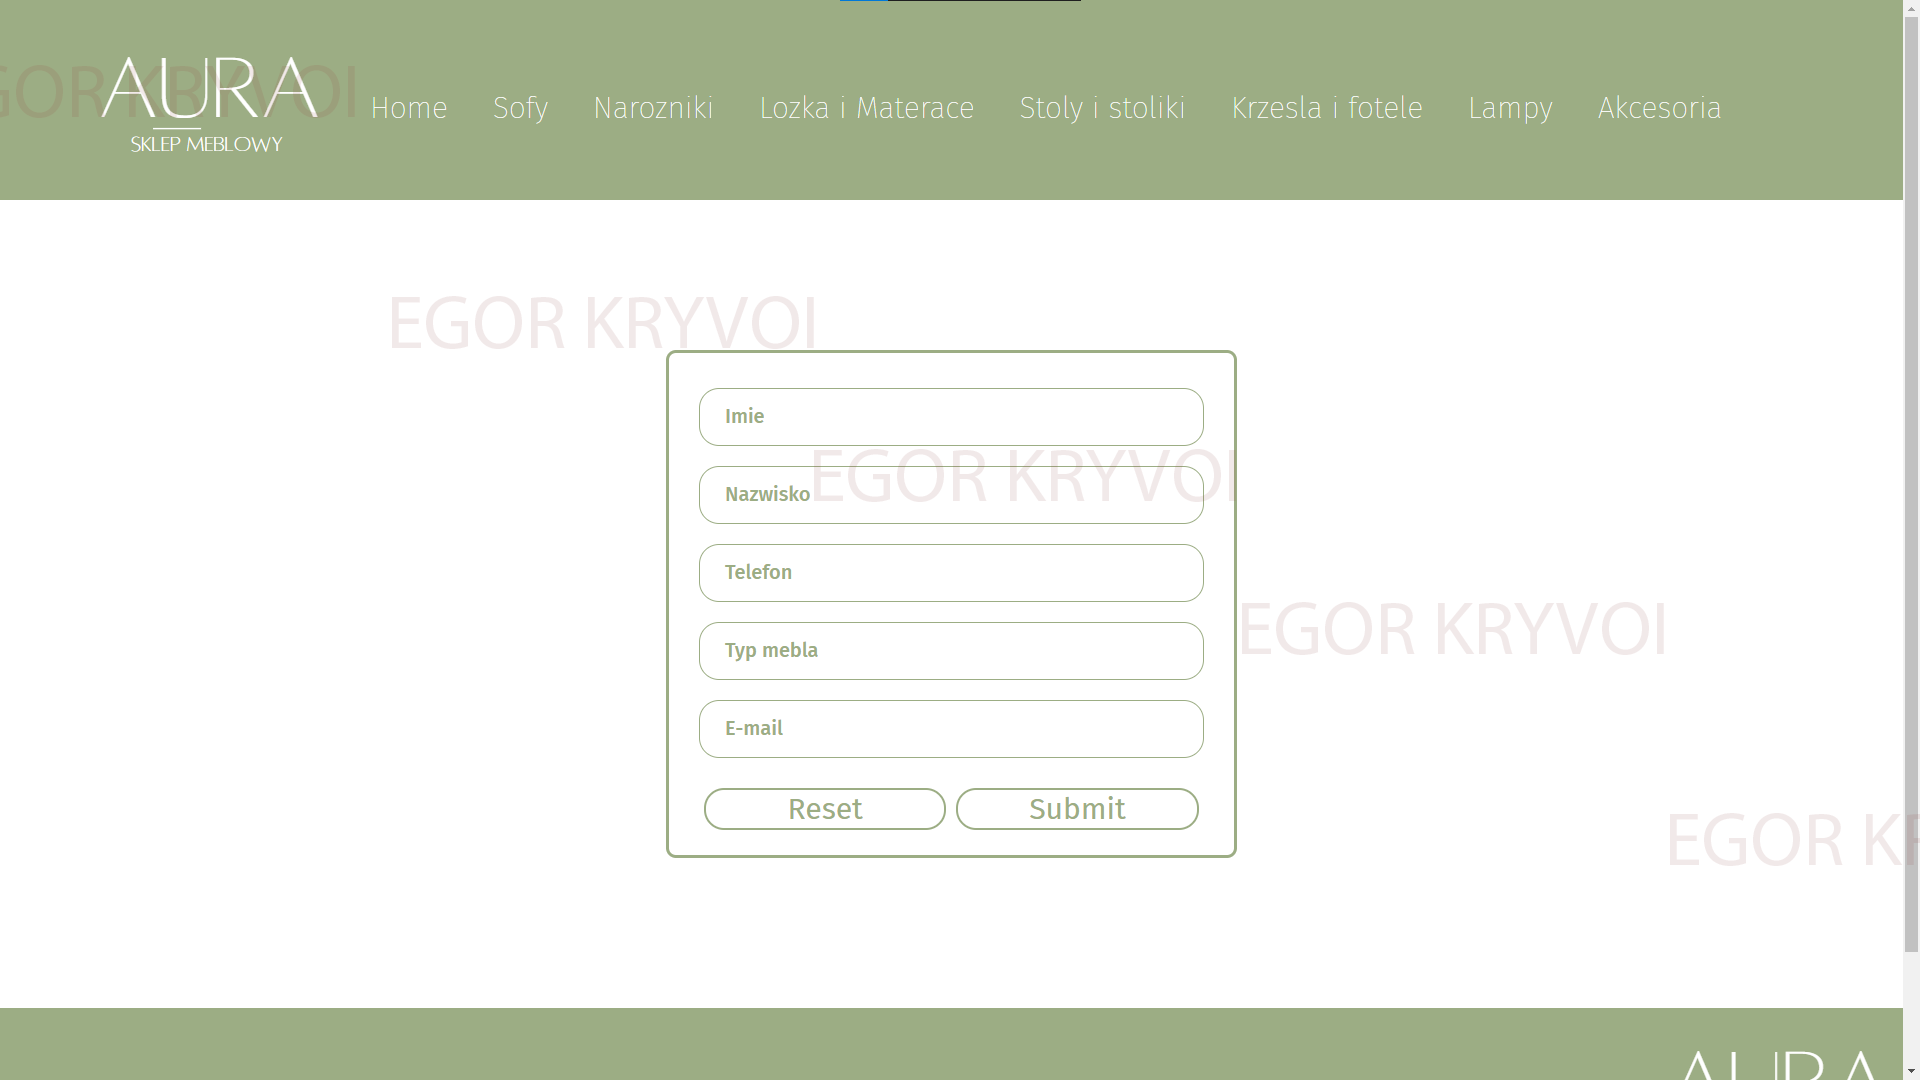 EGOR KRYVOI
AURA
SKLEP MEBLOWY
Home Sofy Narozniki Lozka i Materace Stoly i stoliki Krzesla i fotele Lampy Akcesoria
EGOR KRYVOI
Imie
EGOR KRYVOI
Nazwisko
Telefon
EGOR KRYVOI
Typ mebla
E-mail
Reset Submit
EGOR KR
AURA